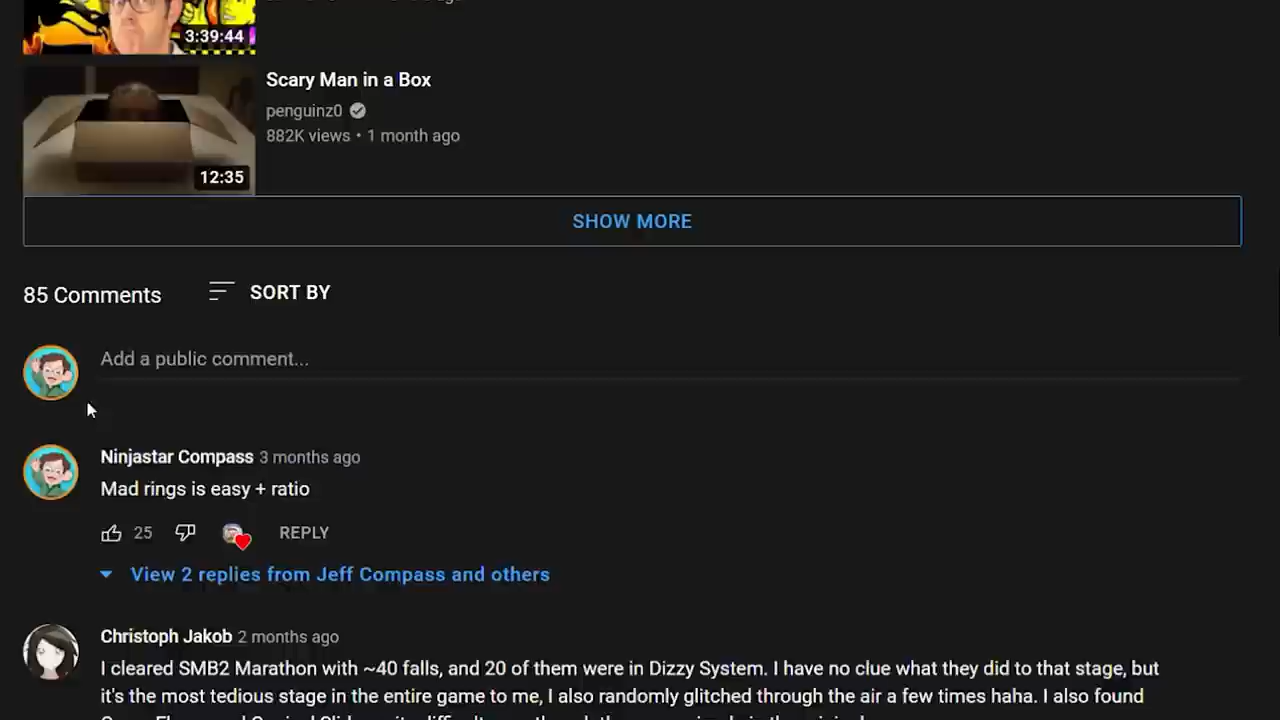 3:39:44
Scary Man in a Box
penguinz0
882K views • 1 month ago
12:35
SHOW MORE
85 Comments
SORT BY
Add a public comment...
Ninjastar Compass 3 months ago
Mad rings is easy + ratio
25
REPLY
View 2 replies from Jeff Compass and others
Christoph Jakob 2 months ago
I cleared SMB2 Marathon with ~40 falls, and 20 of them were in Dizzy System. I have no clue what they did to that stage, but
it's the most tedious stage in the entire game to me, I also randomly glitched through the air a few times haha. I also found